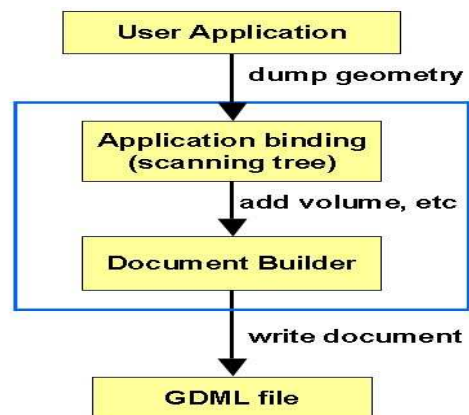 User Application
dump geometry
Application binding
(scanning tree)
add volume, etc
Document Builder
write document
GDML file